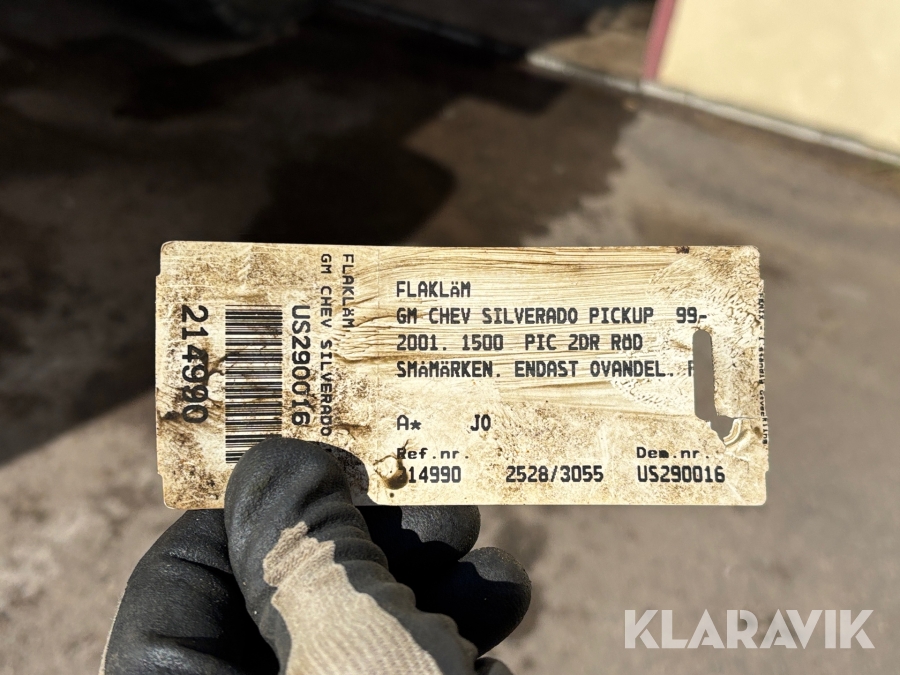 FLAKLÄM
GM CHEV SILVERADO PICKUP 99-
2001. 1500 PIC 2DR RÖD
SMÅMÄRKEN. ENDAST OVANDEL.
A* JO
Ref.nr. Dem.nr.
214990 2528/3055 US290016
FLAKLÄM
GM CHEV SILVERADO
US290016
214990
KLARAVIK